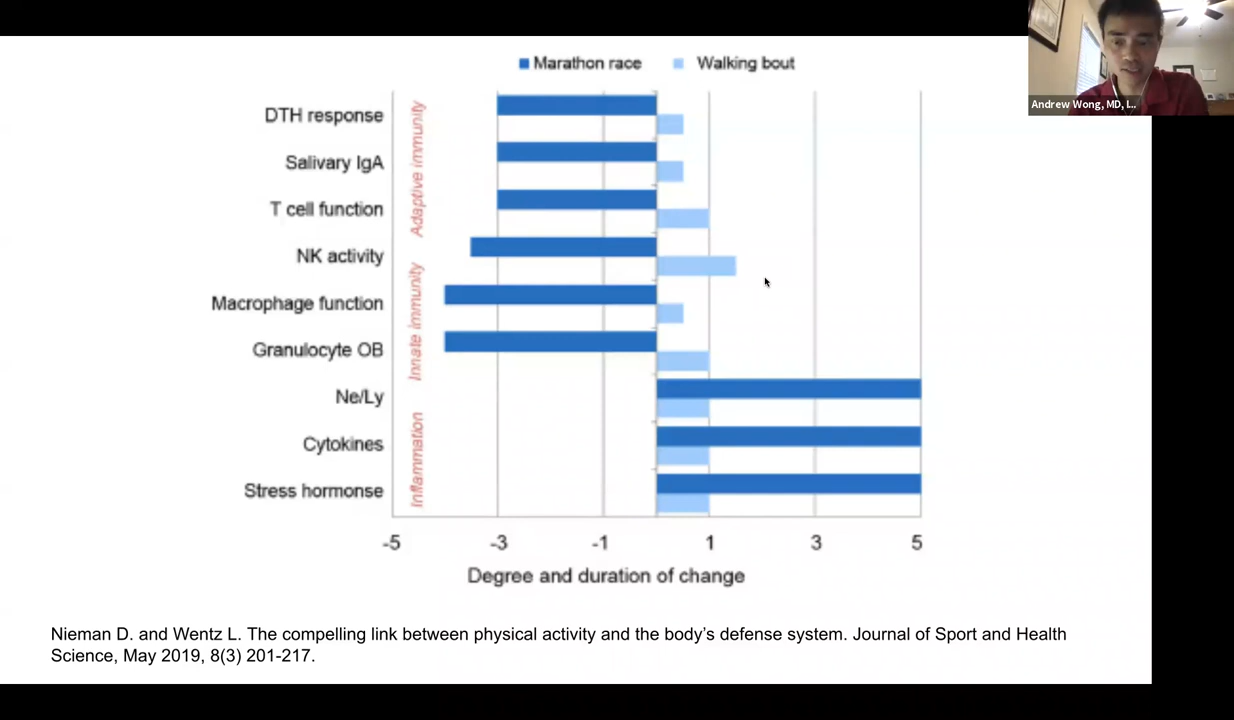 Marathon race Walking bout
Andrew Wong, MD, L..
DTH response
Salivary IgA
T cell function
NK activity
Macrophage function
Granulocyte OB
Ne/Ly
Cytokines
Stress hormonse
Adaptive immunity
Innate immunity
Inflammation
-5 -3 -1 1 3 5
Degree and duration of change
Nieman D. and Wentz L. The compelling link between physical activity and the body's defense system. Journal of Sport and Health
Science, May 2019, 8(3) 201-217.